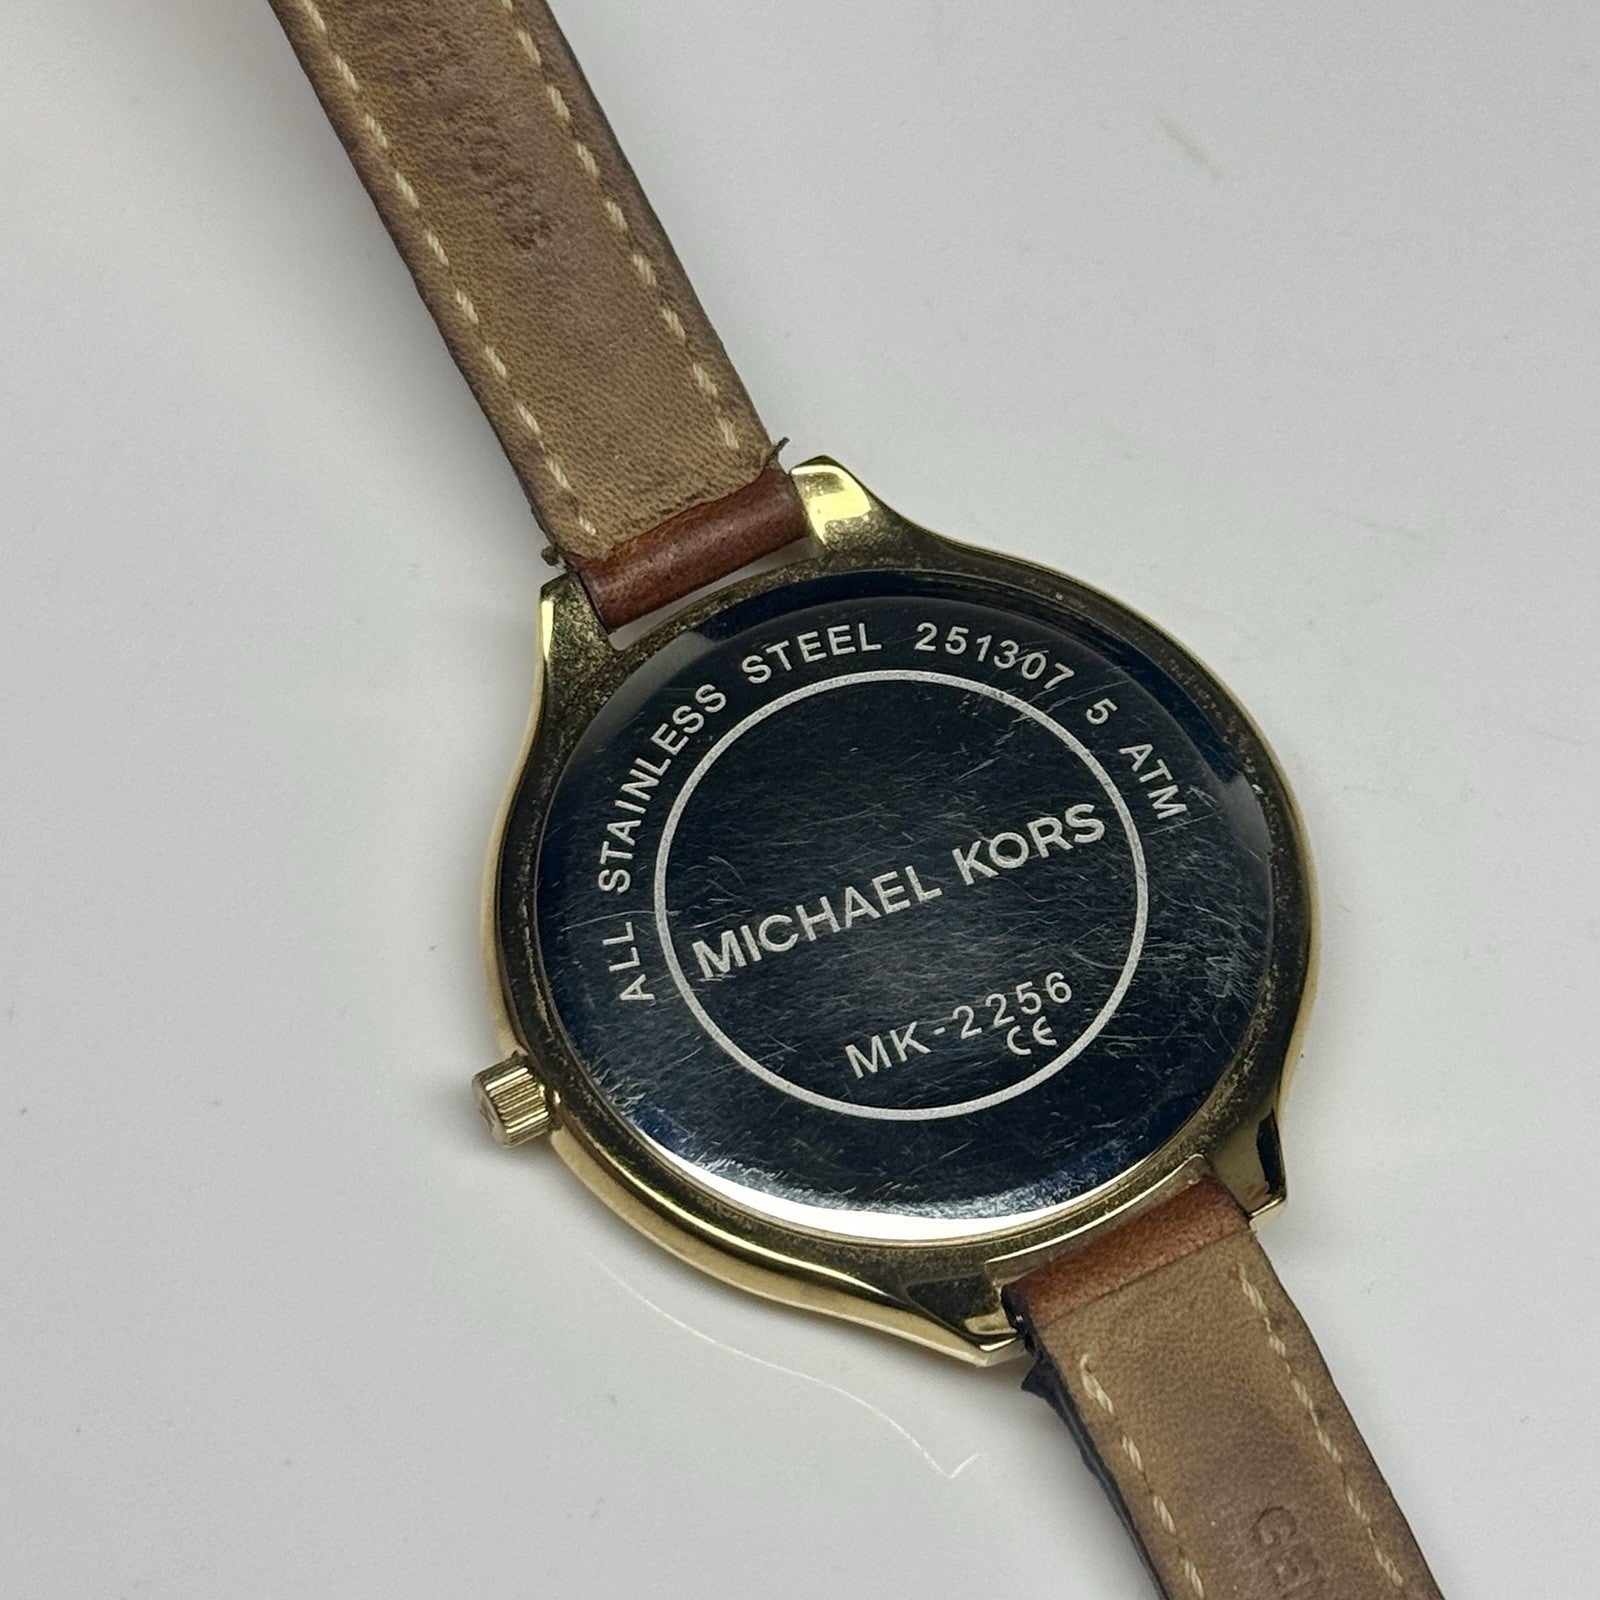 ALL STAINLESS STEEL 251307 5 ATM
MICHAEL KORS
MK-2256
CE